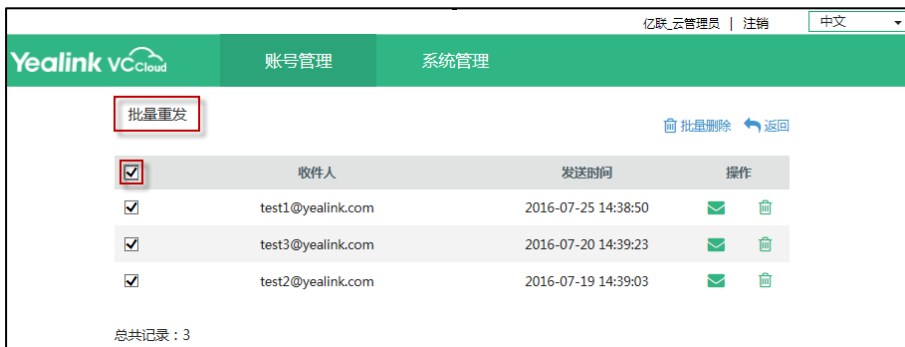 亿联_云管理员 | 注销 中文
Yealink VCCloud 账号管理 系统管理
批量重发
批量删除 返回
收件人 发送时间 操作
test1@yealink.com 2016-07-25 14:38:50
test3@yealink.com 2016-07-20 14:39:23
test2@yealink.com 2016-07-19 14:39:03
总共记录：3